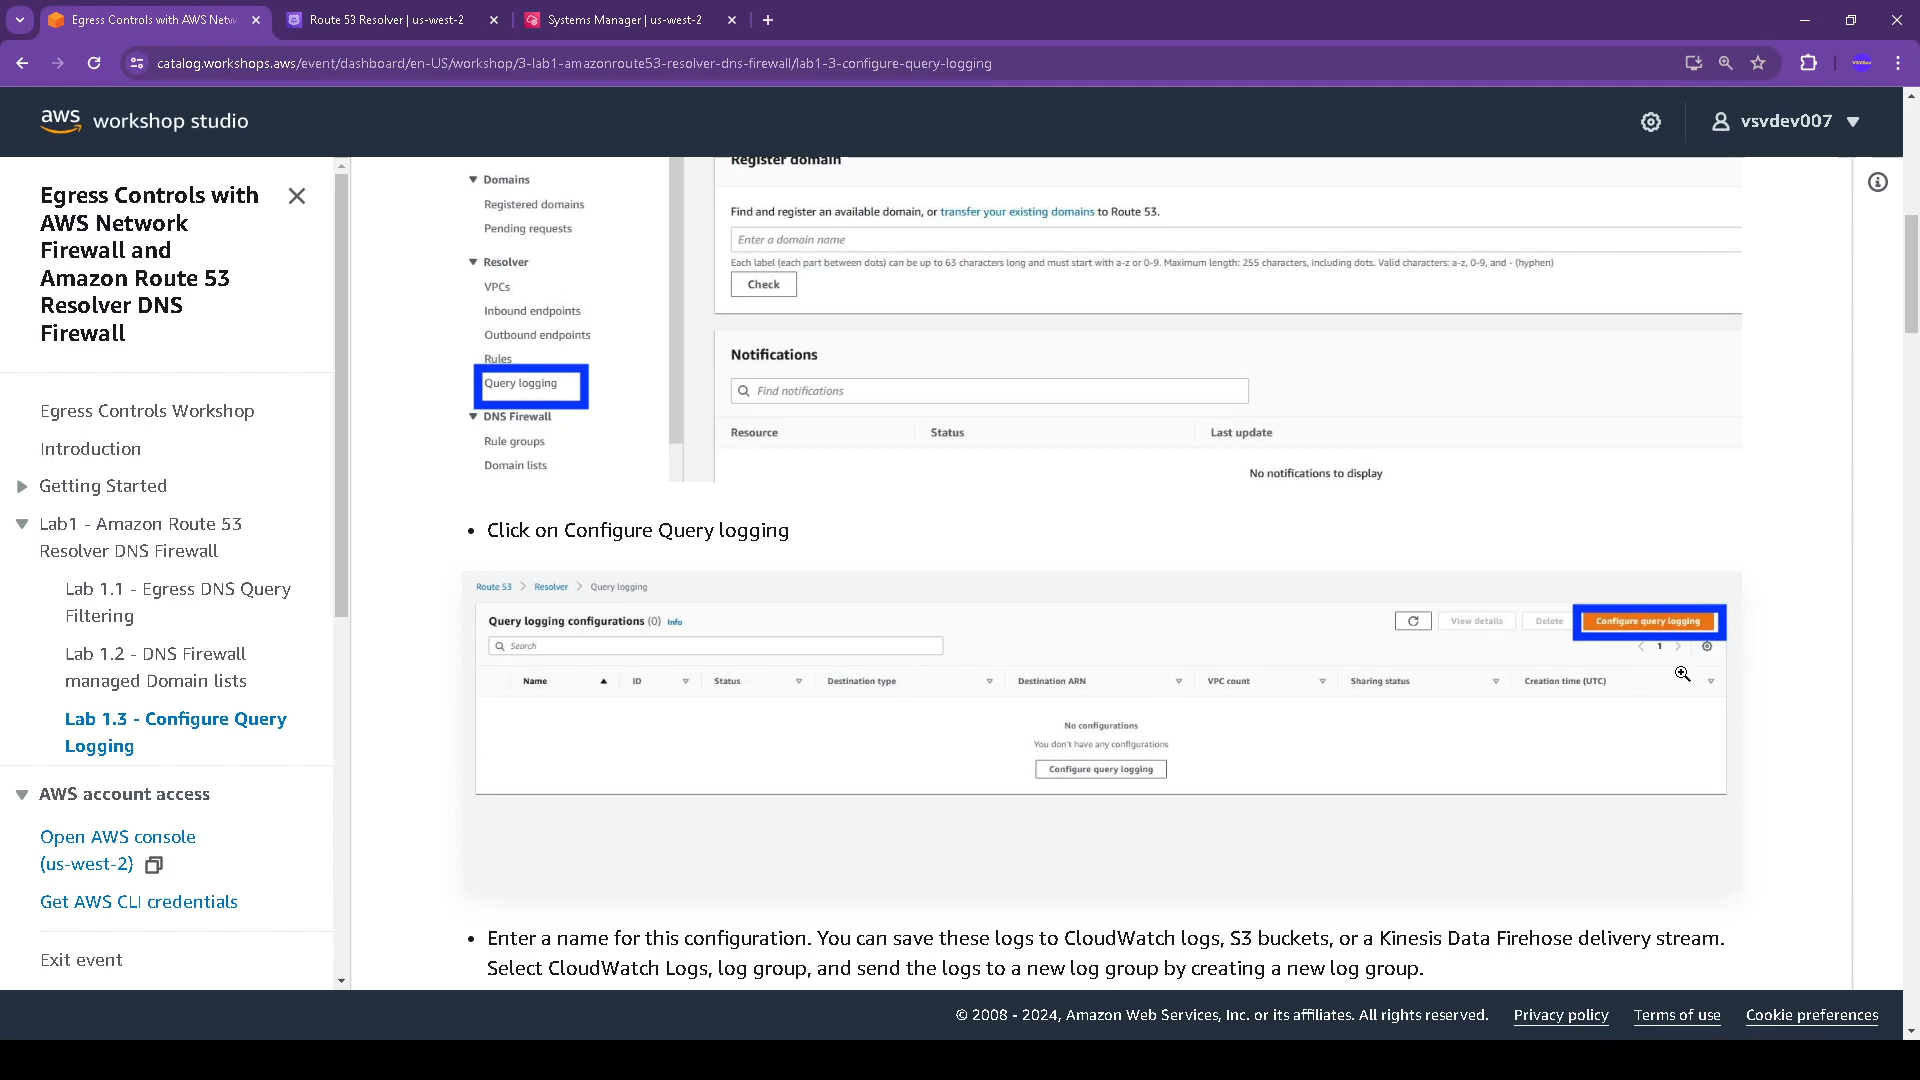 Egress Controls with AWS Netw
Route 53 Resolver | us-west-2
Systems Manager | us-west-2
catalog.workshops.aws/event/dashboard/en-US/workshop/3-lab1-amazonroute53-resolver-dns-firewall/lab1-3-configure-query-logging
aws workshop studio
vsvdev007
Egress Controls with
AWS Network
Firewall and
Amazon Route 53
Resolver DNS
Firewall
Egress Controls Workshop
Introduction
Getting Started
Lab1 - Amazon Route 53
Resolver DNS Firewall
Lab 1.1 - Egress DNS Query
Filtering
Lab 1.2 - DNS Firewall
managed Domain lists
Lab 1.3 - Configure Query
Logging
AWS account access
Open AWS console
(us-west-2)
Get AWS CLI credentials
Exit event
Domains
Registered domains
Pending requests
Resolver
VPCs
Inbound endpoints
Outbound endpoints
Rules
Query logging
DNS Firewall
Rule groups
Domain lists
Register domain
Find and register an available domain, or transfer your existing domains to Route 53.
Enter a domain name
Each label (each part between dots) can be up to 63 characters long and must start with a-z or 0-9. Maximum length: 255 characters, including dots. Valid characters: a-z, 0-9, and - (hyphen)
Check
Notifications
Find notifications
Resource Status Last update
No notifications to display
• Click on Configure Query logging
Route 53 > Resolver > Query logging
Query logging configurations (0) Info
View details Delete Configure query logging
Search
1
Name ID Status Destination type Destination ARN VPC count Sharing status Creation time (UTC)
No configurations
You don't have any configurations
Configure query logging
• Enter a name for this configuration. You can save these logs to CloudWatch logs, S3 buckets, or a Kinesis Data Firehose delivery stream.
Select CloudWatch Logs, log group, and send the logs to a new log group by creating a new log group.
© 2008 - 2024, Amazon Web Services, Inc. or its affiliates. All rights reserved. Privacy policy Terms of use Cookie preferences